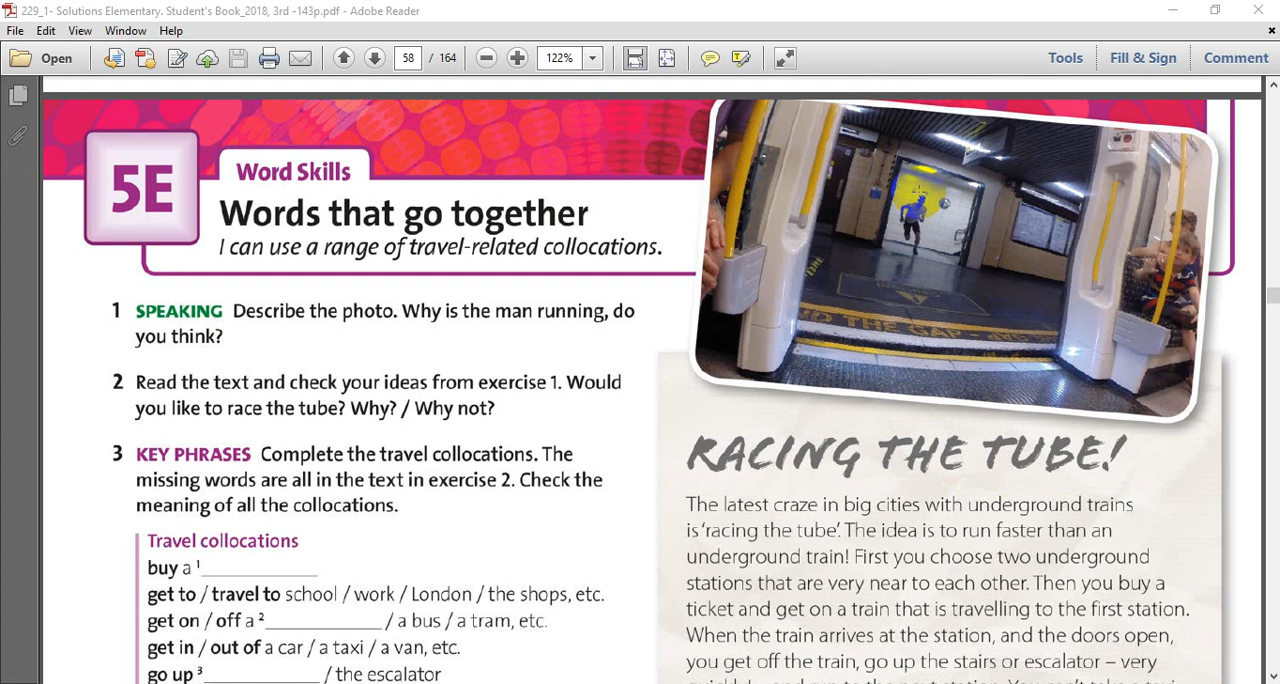 229_1- Solutions Elementary. Student's Book_2018, 3rd -143p.pdf - Adobe Reader
File Edit View Window Help
Open 58 / 164 122% Tools Fill & Sign Comment
5E
Word Skills
Words that go together
I can use a range of travel-related collocations.
1 SPEAKING Describe the photo. Why is the man running, do
you think?
2 Read the text and check your ideas from exercise 1. Would
you like to race the tube? Why? / Why not?
3 KEY PHRASES Complete the travel collocations. The
missing words are all in the text in exercise 2. Check the
meaning of all the collocations.
Travel collocations
buy a 1____________
get to / travel to school / work / London / the shops, etc.
get on / off a 2____________ / a bus / a tram, etc.
get in / out of a car / a taxi / a van, etc.
go up 3____________ / the escalator
THE GAP
RACING THE TUBE!
The latest craze in big cities with underground trains
is 'racing the tube'. The idea is to run faster than an
underground train! First you choose two underground
stations that are very near to each other. Then you buy a
ticket and get on a train that is travelling to the first station.
When the train arrives at the station, and the doors open,
you get off the train, go up the stairs or escalator – very